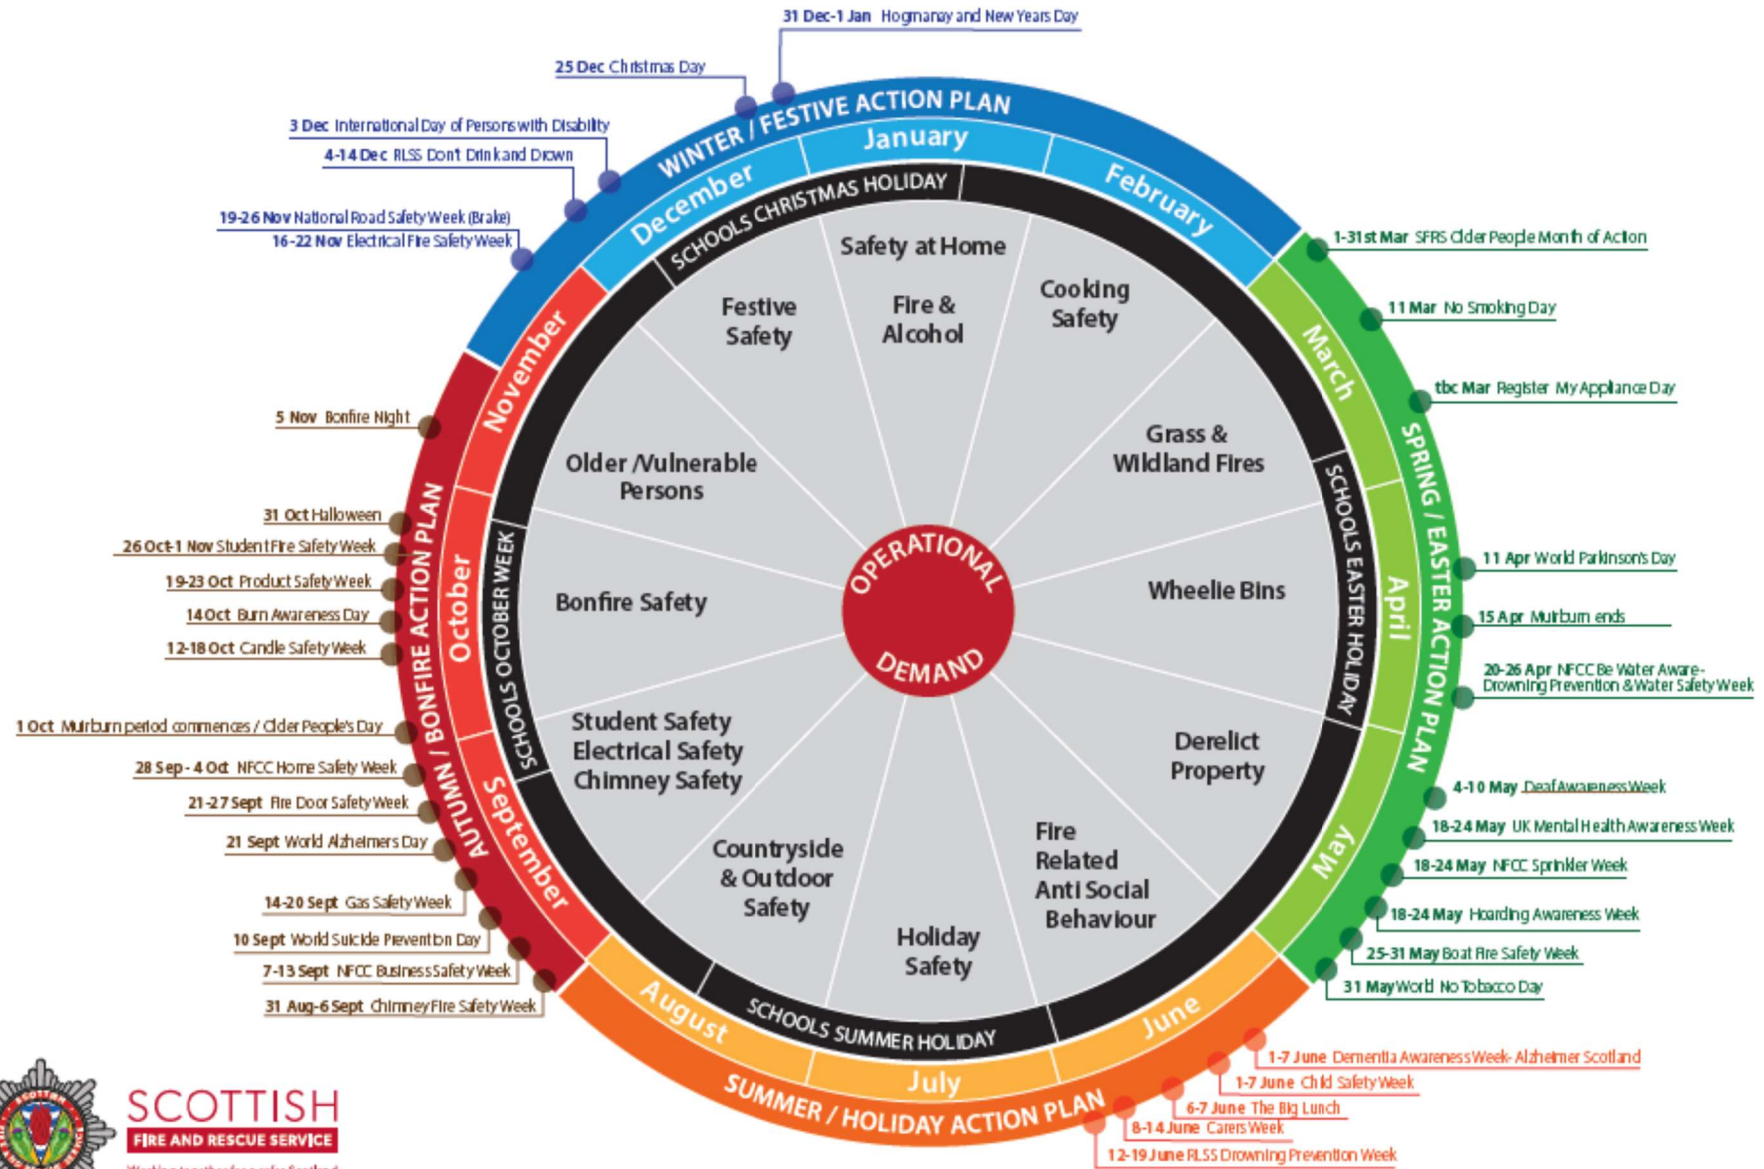 31 Dec-1 Jan Hogmanay and New Years Day
25 Dec Christmas Day
3 Dec International Day of Persons with Disability
4-14 Dec RLSS Don't Drink and Drown
19-26 Nov National Road Safety Week (Brake)
16-22 Nov Electrical Fire Safety Week
5 Nov Bonfire Night
31 Oct Halloween
26 Oct-1 Nov Student Fire Safety Week
19-23 Oct Product Safety Week
14 Oct Burn Awareness Day
12-18 Oct Candle Safety Week
1 Oct Muirburn period commences / Older People's Day
28 Sep - 4 Oct NFCC Home Safety Week
21-27 Sept Fire Door Safety Week
21 Sept World Alzheimers Day
14-20 Sept Gas Safety Week
10 Sept World Suicide Prevention Day
7-13 Sept NFCC Business Safety Week
31 Aug-6 Sept Chimney Fire Safety Week
WINTER / FESTIVE ACTION PLAN
December
January
February
SCHOOLS CHRISTMAS HOLIDAY
SPRING / EASTER ACTION PLAN
March
April
May
SCHOOLS EASTER HOLIDAY
SUMMER / HOLIDAY ACTION PLAN
June
July
August
SCHOOLS SUMMER HOLIDAY
AUTUMN / BONFIRE ACTION PLAN
September
October
November
SCHOOLS OCTOBER WEEK
Safety at Home
Fire &
Alcohol
Cooking
Safety
Grass &
Wildland Fires
Wheelie Bins
Derelict
Property
Fire
Related
Anti Social
Behaviour
Holiday
Safety
Countryside
& Outdoor
Safety
Student Safety
Electrical Safety
Chimney Safety
Bonfire Safety
Older /Vulnerable
Persons
Festive
Safety
OPERATIONAL
DEMAND
1-31st Mar SFRS Older People Month of Action
11 Mar No Smoking Day
tbc Mar Register My Appliance Day
11 Apr World Parkinson's Day
15 Apr Muirburn ends
20-26 Apr NFCC Be Water Aware-
Drowning Prevention & Water Safety Week
4-10 May Deaf Awareness Week
18-24 May UK Mental Health Awareness Week
18-24 May NFCC Sprinkler Week
18-24 May Hoarding Awareness Week
25-31 May Boat Fire Safety Week
31 May World No Tobacco Day
1-7 June Dementia Awareness Week- Alzheimer Scotland
1-7 June Child Safety Week
6-7 June The Big Lunch
8-14 June Carers Week
12-19 June RLSS Drowning Prevention Week
SCOTTISH
FIRE AND RESCUE SERVICE
Working together for a safer Scotland